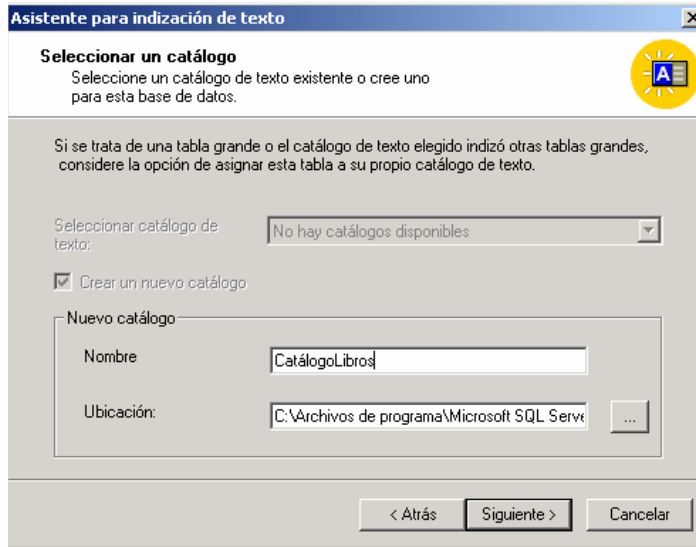 Asistente para indización de texto
Seleccionar un catálogo
Seleccione un catálogo de texto existente o cree uno
para esta base de datos.
A
Si se trata de una tabla grande o el catálogo de texto elegido indizó otras tablas grandes,
considere la opción de asignar esta tabla a su propio catálogo de texto.
Seleccionar catálogo de
texto:
No hay catálogos disponibles
Crear un nuevo catálogo
Nuevo catálogo
Nombre
CatálogoLibros
Ubicación:
C:\Archivos de programa\Microsoft SQL Serve
...
< Atrás
Siguiente >
Cancelar